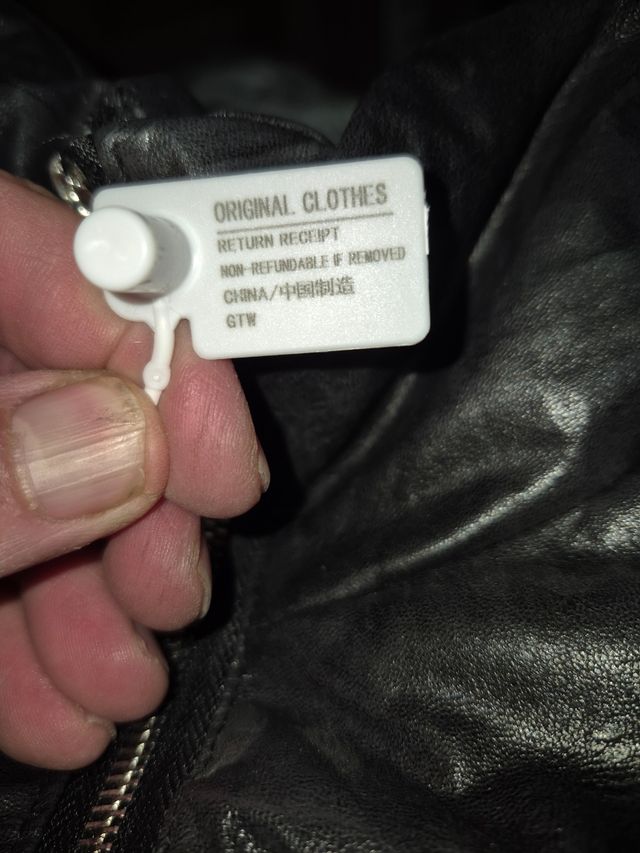 ORIGINAL CLOTHES
RETURN RECEIPT
NON-REFUNDABLE IF REMOVED
CHINA/中国制造
GTW